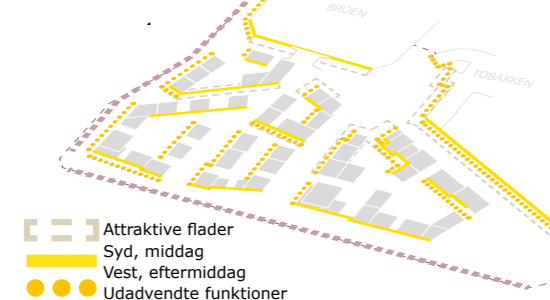 BROEN
TOBAKKEN
Attraktive flader
Syd, middag
Vest, eftermiddag
Udadvendte funktioner